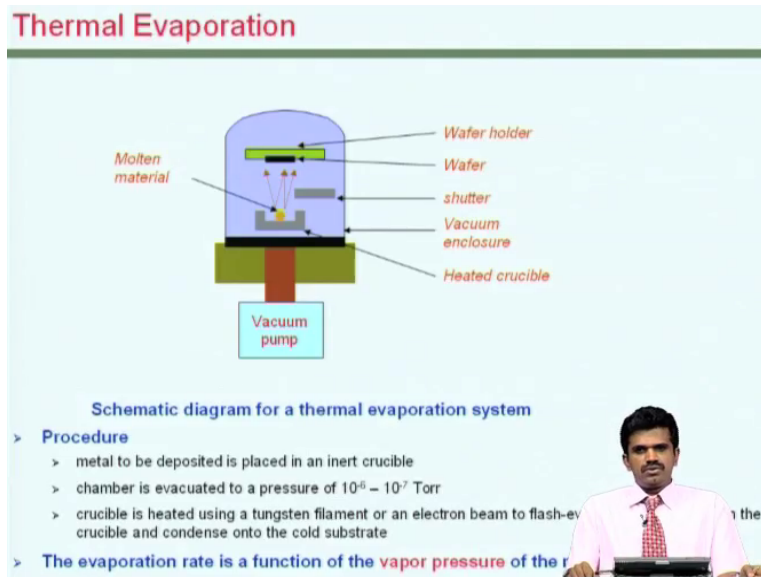 Thermal Evaporation
Wafer holder
Molten
material
Wafer
shutter
Vacuum
enclosure
Heated crucible
Vacuum
pump
Schematic diagram for a thermal evaporation system
➢ Procedure
➢ metal to be deposited is placed in an inert crucible
➢ chamber is evacuated to a pressure of 10⁻⁶ – 10⁻⁷ Torr
➢ crucible is heated using a tungsten filament or an electron beam to the
crucible and condense onto the cold substrate
➢ The evaporation rate is a function of the vapor pressure of the